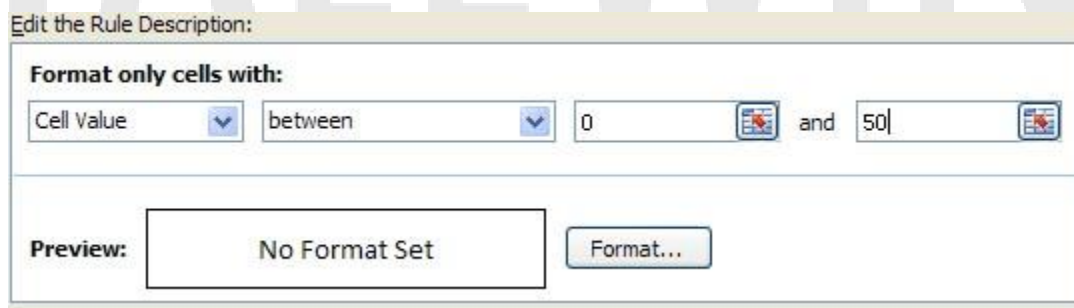 Edit the Rule Description:
Format only cells with:
Cell Value between 0 and 50
Preview: No Format Set Format...